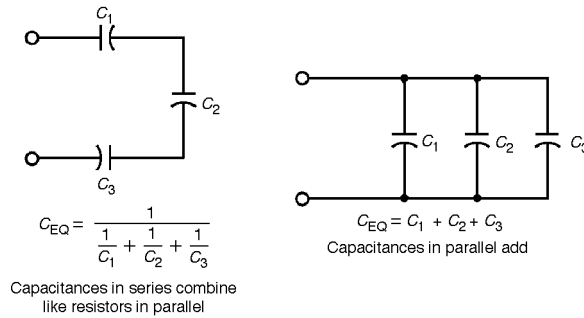 C1
C2
C3
CEQ = 1 / (1/C1 + 1/C2 + 1/C3)
Capacitances in series combine
like resistors in parallel
C1
C2
C3
CEQ = C1 + C2 + C3
Capacitances in parallel add